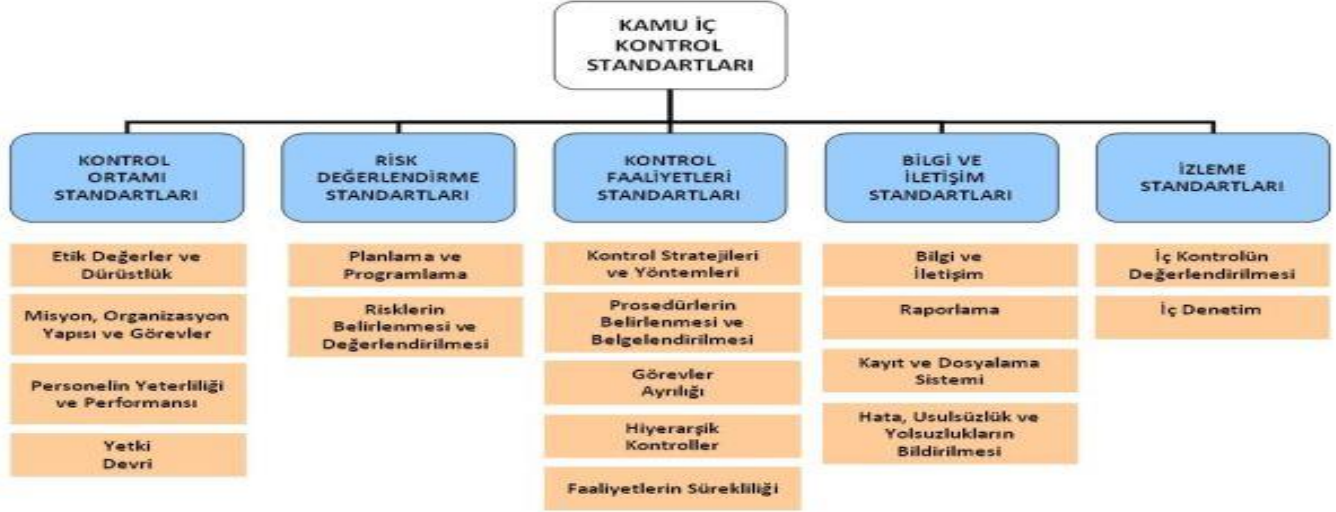 KAMU İÇ
KONTROL
STANDARTLARI
KONTROL
ORTAMI
STANDARTLARI
Etik Değerler ve
Dürüstlük
Misyon, Organizasyon
Yapısı ve Görevler
Personelin Yeterliliği
ve Performansı
Yetki
Devri
RİSK
DEĞERLENDİRME
STANDARTLARI
Planlama ve
Programlama
Risklerin
Belirlenmesi ve
Değerlendirilmesi
KONTROL
FAALİYETLERİ
STANDARTLARI
Kontrol Stratejileri
ve Yöntemleri
Prosedürlerin
Belirlenmesi ve
Belgelendirilmesi
Görevler
Ayrılığı
Hiyerarşik
Kontroller
Faaliyetlerin Sürekliliği
BİLGİ VE
İLETİŞİM
STANDARTLARI
Bilgi ve
İletişim
Raporlama
Kayıt ve Dosyalama
Sistemi
Hata, Usulsüzlük ve
Yolsuzlukların
Bildirilmesi
İZLEME
STANDARTLARI
İç Kontrolün
Değerlendirilmesi
İç Denetim